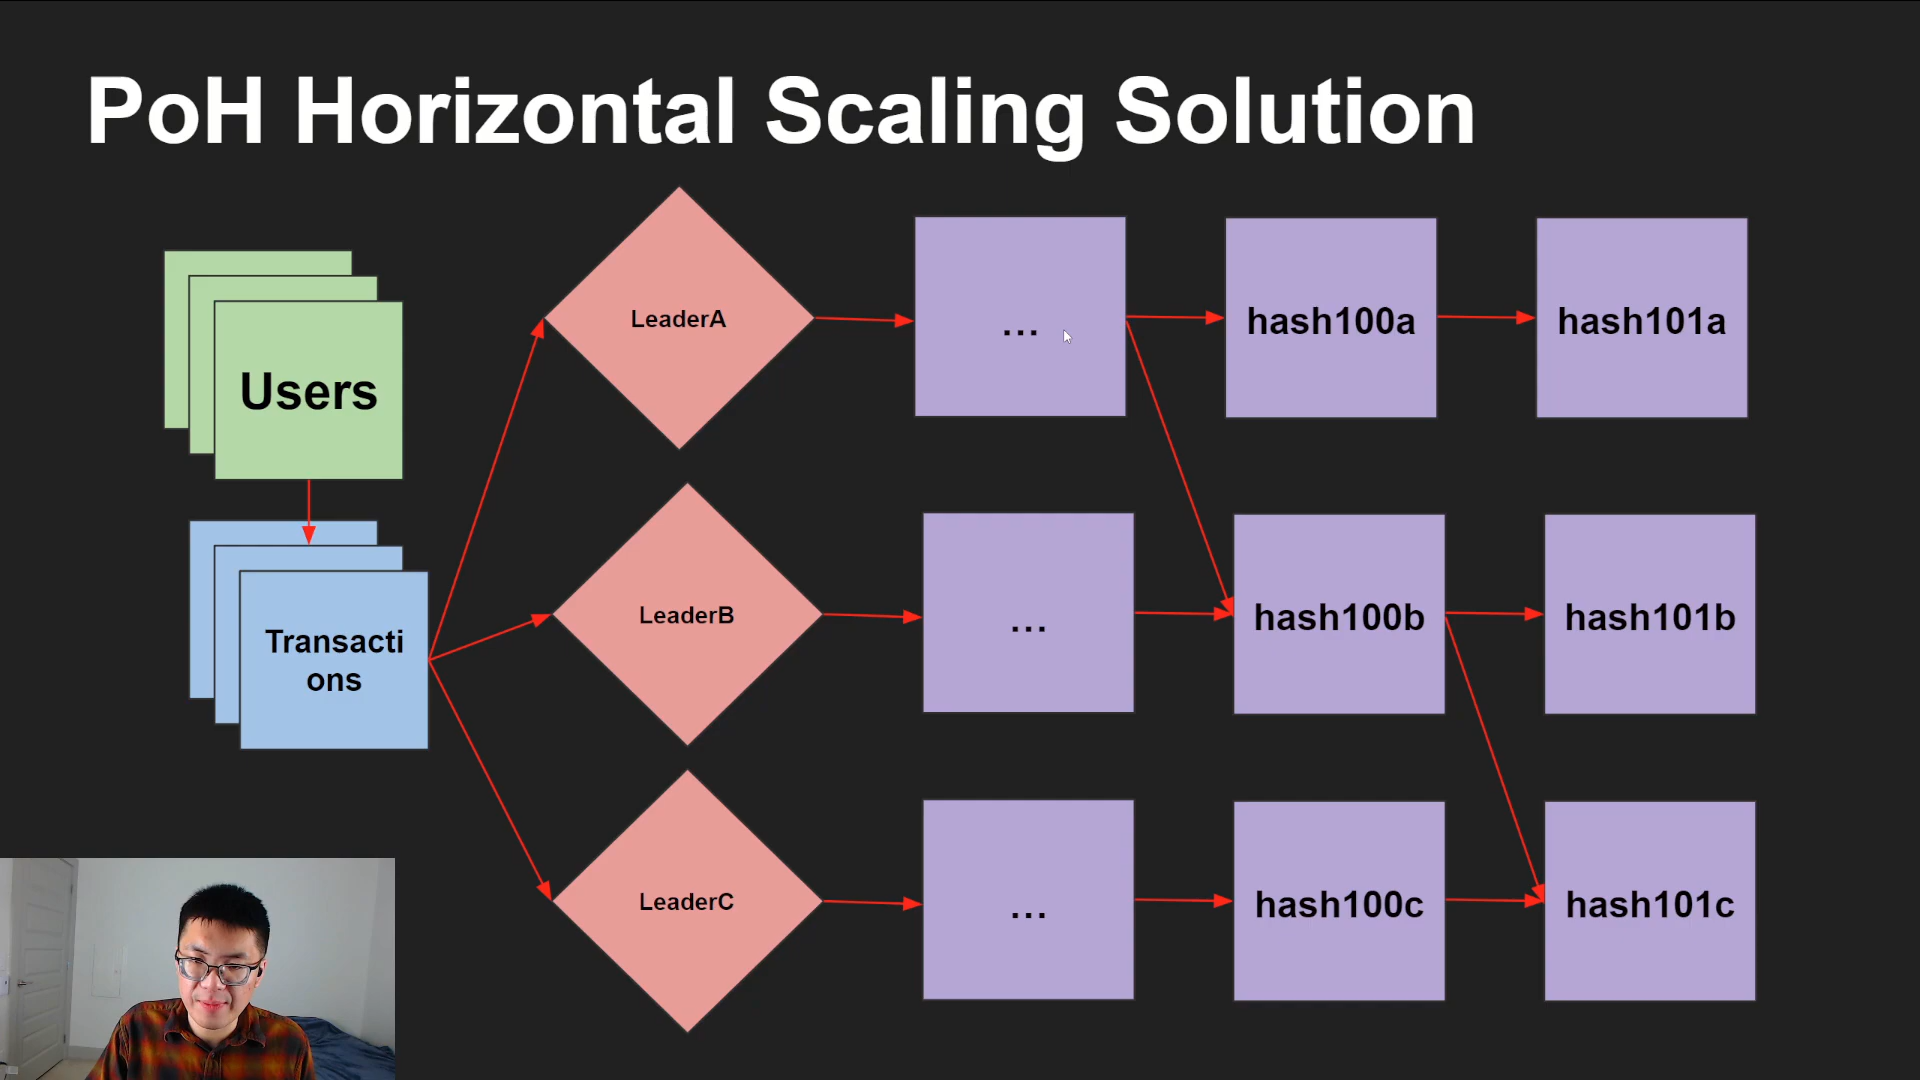 PoH Horizontal Scaling Solution
Users
Transacti
ons
LeaderA
...
hash100a
hash101a
LeaderB
...
hash100b
hash101b
LeaderC
...
hash100c
hash101c